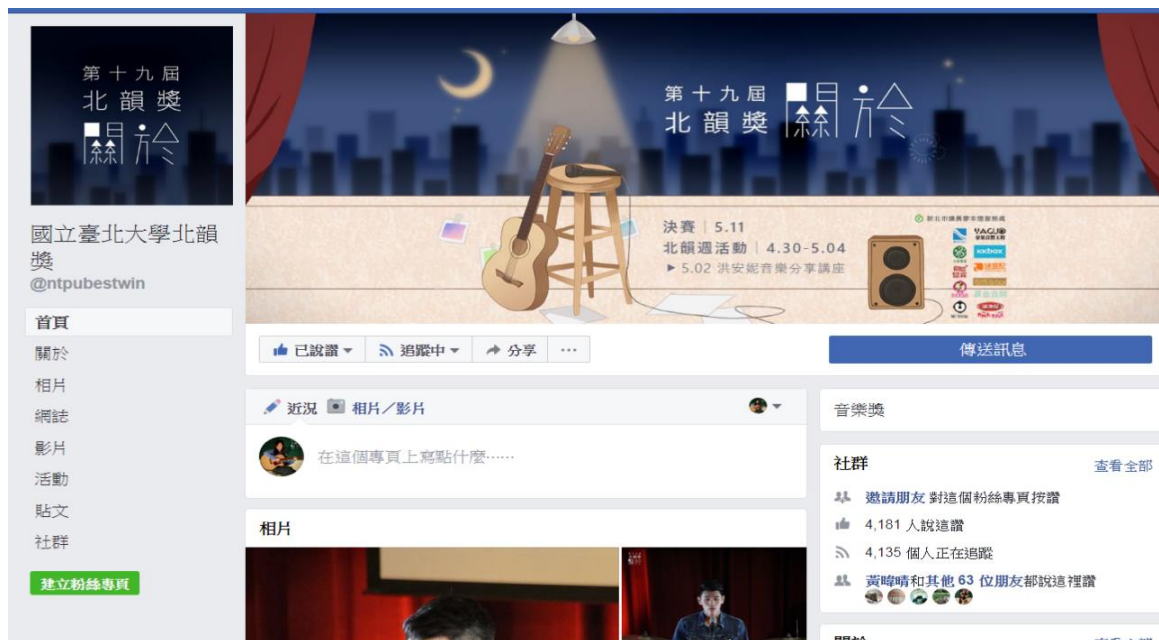 第十九屆
北韻獎
關於
國立臺北大學北韻
獎
@ntpubestwin
首頁
關於
相片
網誌
影片
活動
貼文
社群
建立粉絲專頁
第十九屆
北韻獎
關於
決賽｜5.11
北韻週活動｜4.30-5.04
▶ 5.02 洪安妮音樂分享講座
YAGU
xxbox
已說讚
追蹤中
分享
···
傳送訊息
近況
相片／影片
在這個專頁上寫點什麼……
相片
音樂獎
社群
查看全部
邀請朋友 對這個粉絲專頁按讚
4,181 人說這讚
4,135 個人正在追蹤
黃暐晴和其他 63 位朋友都說這裡讚